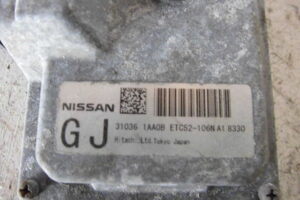 NISSAN
GJ
31036 1AA0B ETC52-106N A1 8330
Hitachi Ltd.Tokyo Japan